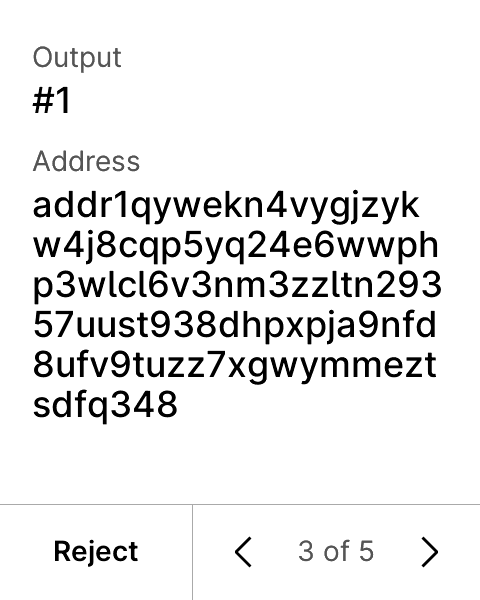 Output
#1
Address
addr1qywekn4vygjzyk
w4j8cqp5yq24e6wwph
p3wlcl6v3nm3zzltn293
57uust938dhpxpja9nfd
8ufv9tuzz7xgwymmezt
sdfq348
Reject
3 of 5